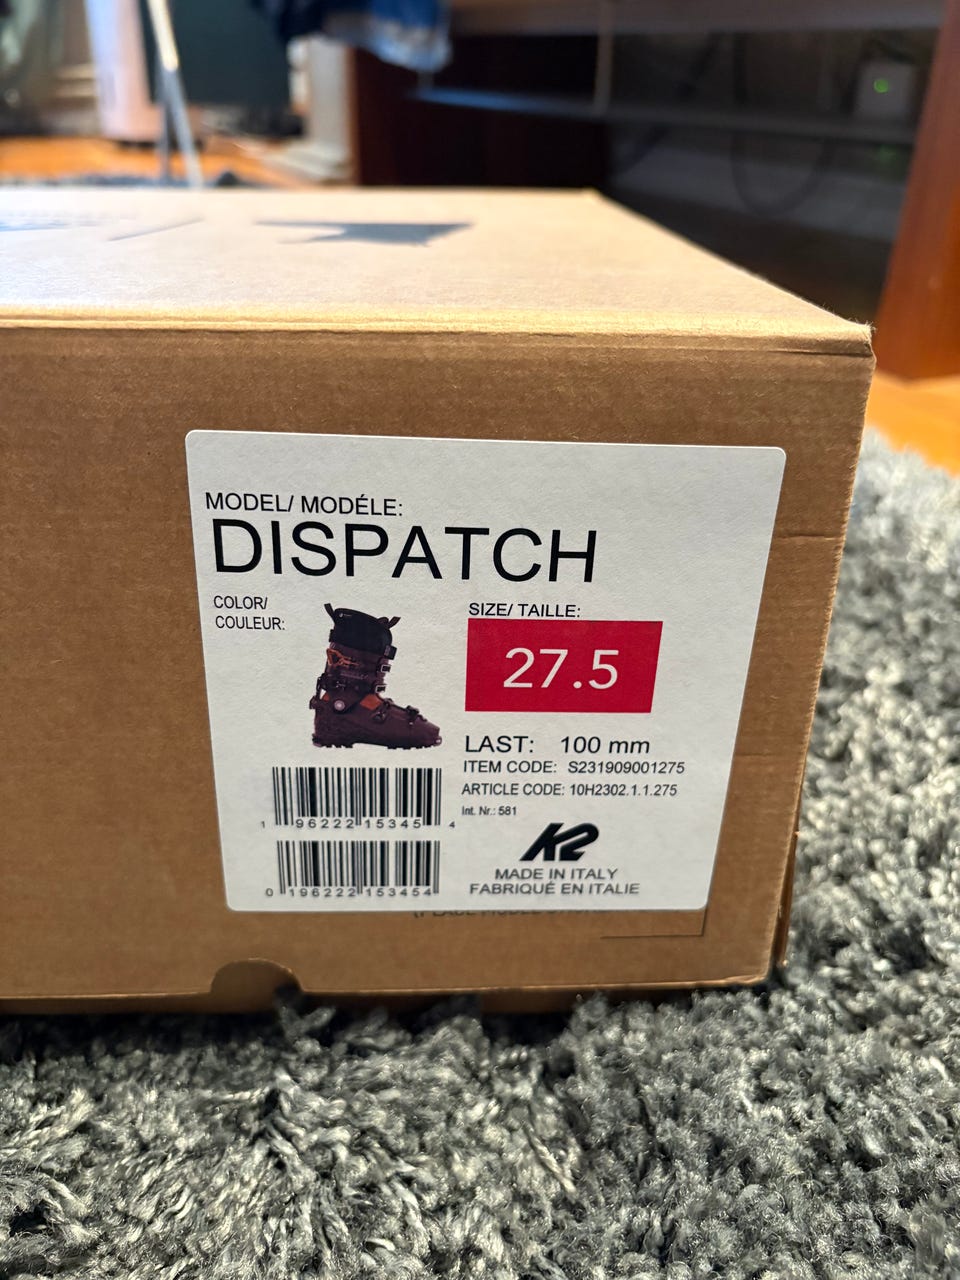 MODEL/ MODÉLE:
DISPATCH
COLOR/
COULEUR:
SIZE/ TAILLE:
27.5
LAST: 100 mm
ITEM CODE: S231909001275
ARTICLE CODE: 10H2302.1.1.275
Int. Nr.: 581
1 96222 15345 4
0 196222 153454
K2
MADE IN ITALY
FABRIQUÉ EN ITALIE